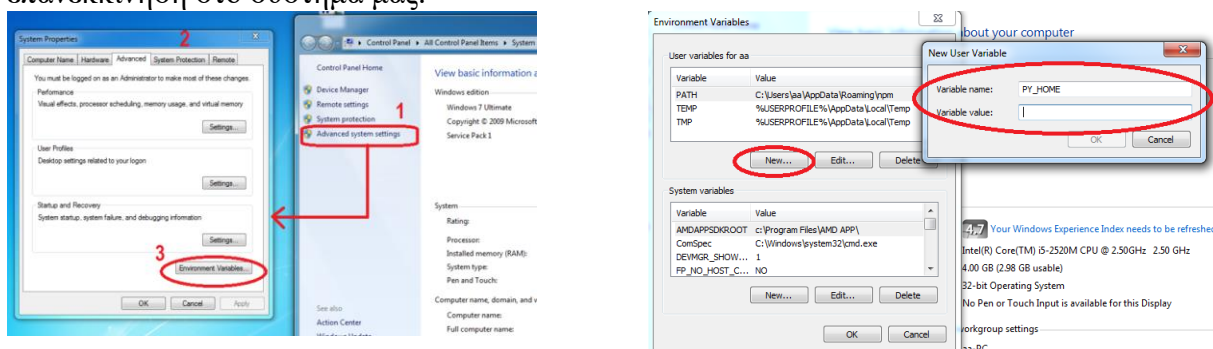 επανεκκίνηση στο σύστημά μας.
System Properties
2
Computer Name Hardware Advanced System Protection Remote
You must be logged on as an Administrator to make most of these changes.
Performance
Visual effects, processor scheduling, memory usage, and virtual memory
Settings...
User Profiles
Desktop settings related to your logon
Settings...
Startup and Recovery
System startup, system failure, and debugging information
Settings...
3
Environment Variables...
OK Cancel Apply
Control Panel All Control Panel Items System
Control Panel Home
Device Manager
Remote settings
System protection
1
Advanced system settings
See also
Action Center
Windows Update
View basic information a
Windows edition
Windows 7 Ultimate
Copyright © 2009 Microsoft
Service Pack 1
System
Rating:
Processor:
Installed memory (RAM):
System type:
Pen and Touch:
Computer name, domain, and w
Computer name:
Full computer name:
Environment Variables
User variables for aa
Variable Value
PATH C:\Users\aa\AppData\Roaming\npm
TEMP %USERPROFILE%\AppData\Local\Temp
TMP %USERPROFILE%\AppData\Local\Temp
New... Edit... Delete
System variables
Variable Value
AMDAPPSDKROOT c:\Program Files\AMD APP\
ComSpec C:\Windows\system32\cmd.exe
DEVMGR_SHOW... 1
FP_NO_HOST_C... NO
New... Edit... Delete
OK Cancel
about your computer
New User Variable
Variable name: PY_HOME
Variable value:
OK Cancel
4,7 Your Windows Experience Index needs to be refreshed
Intel(R) Core(TM) i5-2520M CPU @ 2.50GHz 2.50 GHz
4.00 GB (2.98 GB usable)
32-bit Operating System
No Pen or Touch Input is available for this Display
workgroup settings
aa-PC